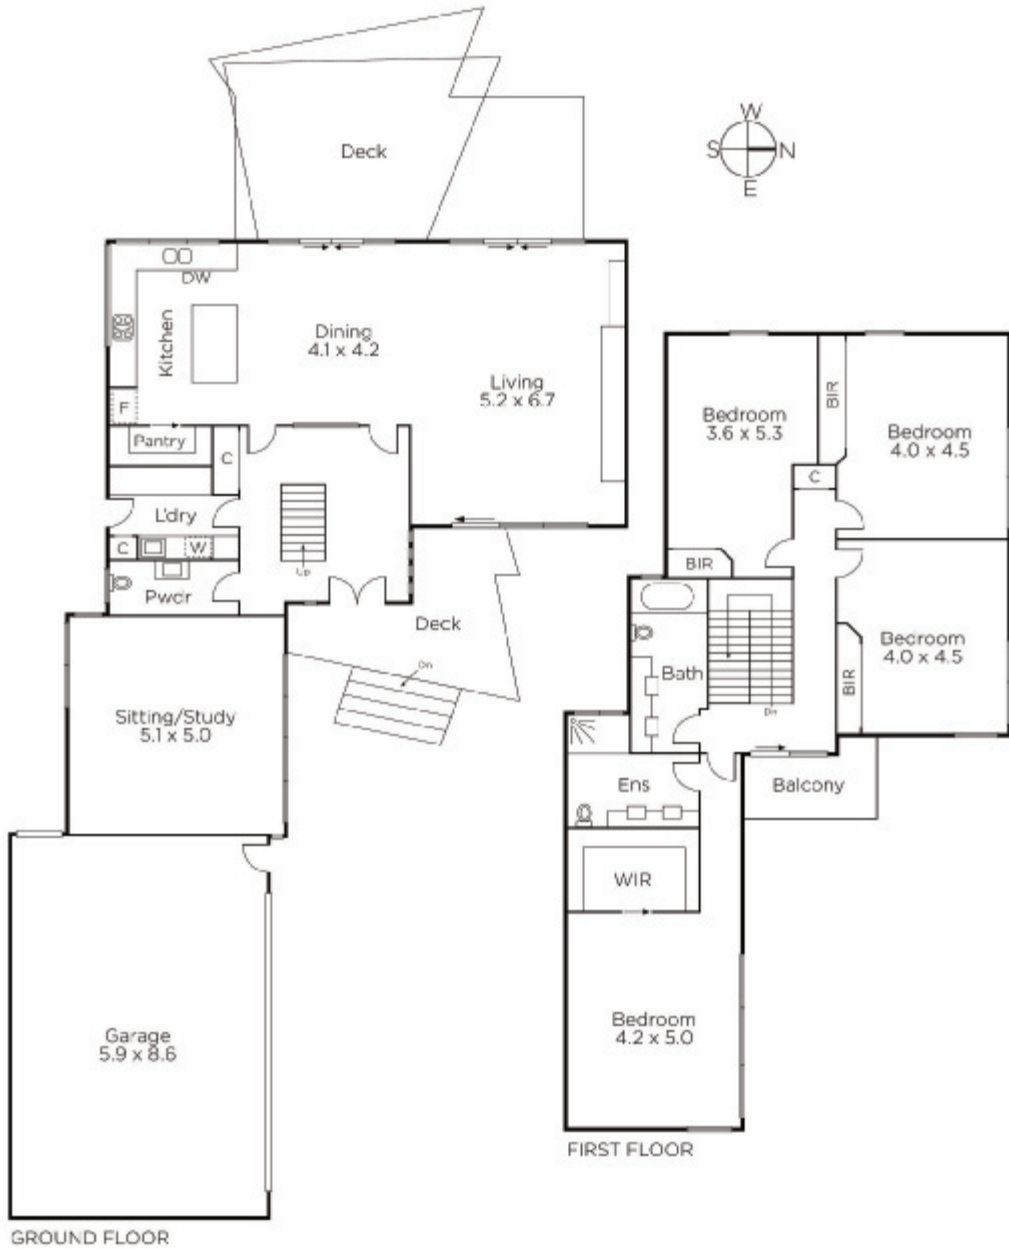 Deck
W
S N
E
DW
Kitchen
Dining
4.1 x 4.2
Living
5.2 x 6.7
F
Pantry
C
L'dry
C
W
Up
Pwdr
Deck
Dn
Sitting/Study
5.1 x 5.0
Garage
5.9 x 8.6
GROUND FLOOR
Bedroom
3.6 x 5.3
BIR
Bedroom
4.0 x 4.5
C
BIR
Bedroom
4.0 x 4.5
BIR
Bath
Dn
Ens
Balcony
WIR
Bedroom
4.2 x 5.0
FIRST FLOOR